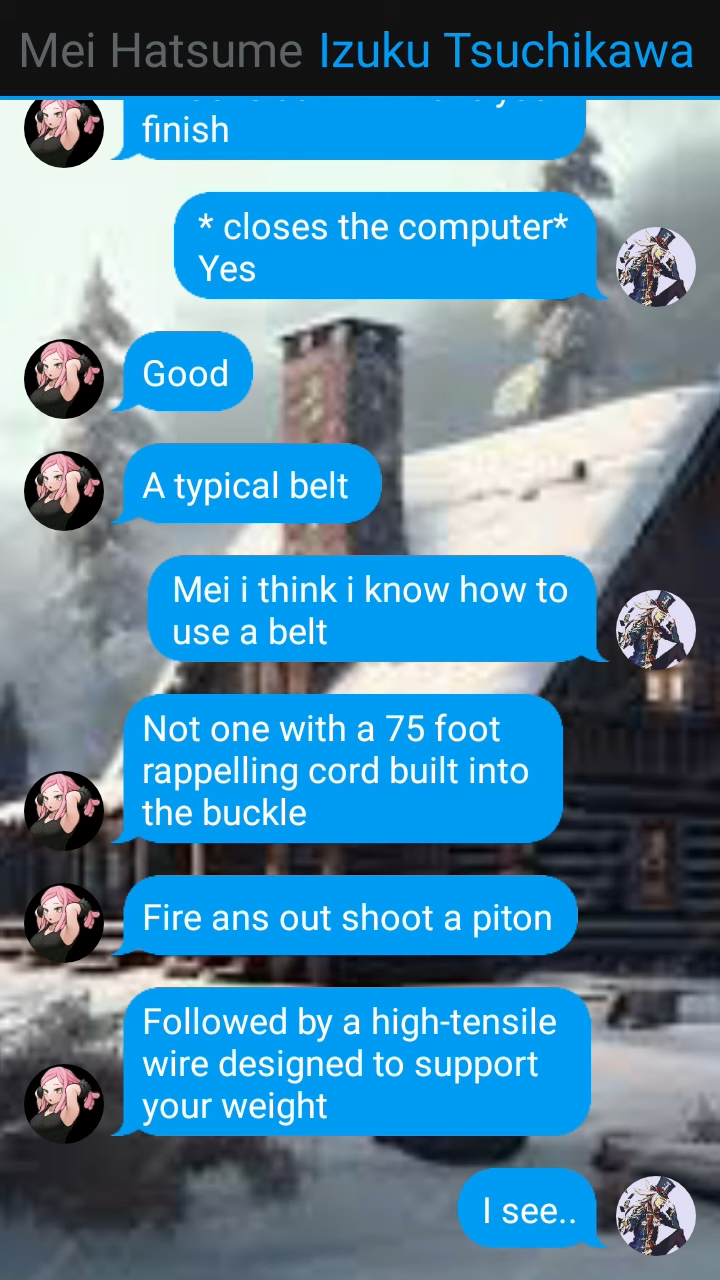 Mei Hatsume Izuku Tsuchikawa
finish
* closes the computer*
Yes
Good
A typical belt
Mei i think i know how to
use a belt
Not one with a 75 foot
rappelling cord built into
the buckle
Fire ans out shoot a piton
Followed by a high-tensile
wire designed to support
your weight
I see..